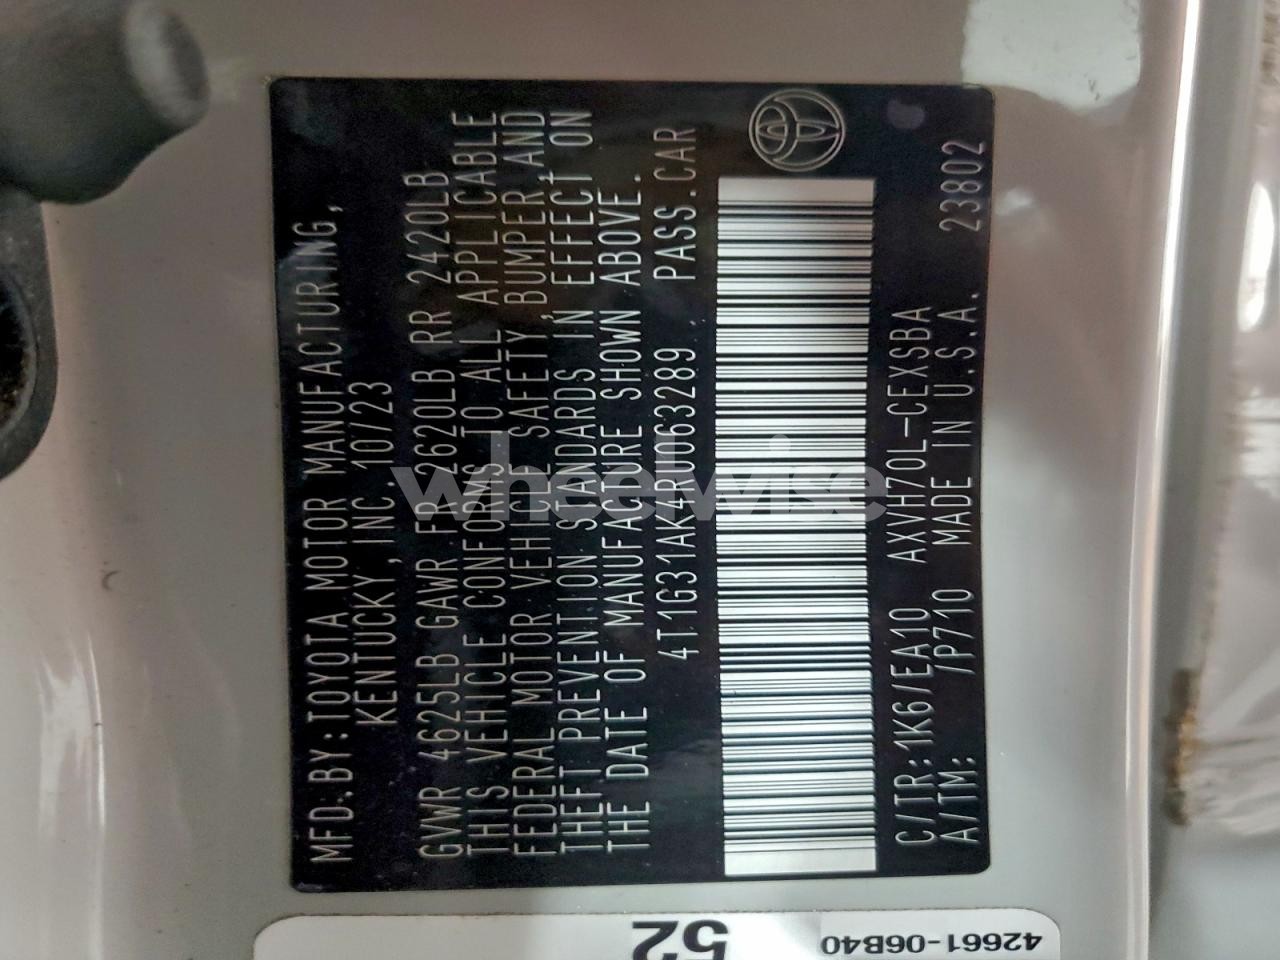 MFD.BY:TOYOTA MOTOR MANUFACTURING,
KENTUCKY,INC. 10/23
GVWR 4625LB GAWR FR 2620LB RR 2420LB
THIS VEHICLE CONFORMS TO ALL APPLICABLE
FEDERAL MOTOR VEHICLE SAFETY,BUMPER,AND
THEFT PREVENTION STANDARDS IN EFFECT ON
THE DATE OF MANUFACTURE SHOWN ABOVE.
4T1G31AK4RU063289 PASS.CAR
C/TR:1K6/EA10 AXVH70L-CEXSBA
A/TM: /P710 MADE IN U.S.A. 23802
wheelwise
52
42661-06B40